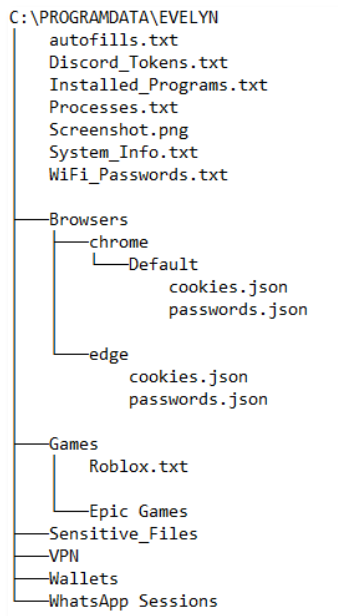 C:\PROGRAMDATA\EVELYN
autofills.txt
Discord_Tokens.txt
Installed_Programs.txt
Processes.txt
Screenshot.png
System_Info.txt
WiFi_Passwords.txt
Browsers
chrome
Default
cookies.json
passwords.json
edge
cookies.json
passwords.json
Games
Roblox.txt
Epic Games
Sensitive_Files
VPN
Wallets
WhatsApp Sessions